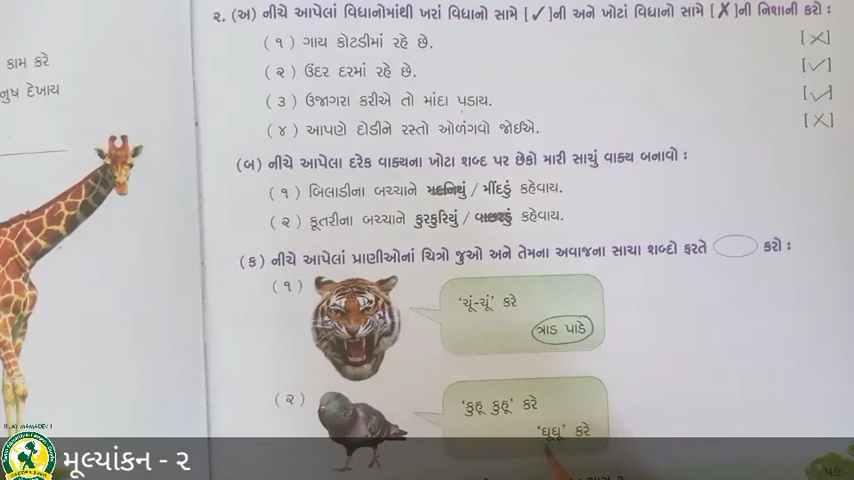 કામ કરે
નુષ દેખાય
૨. (અ) નીચે આપેલાં વિધાનોમાંથી ખરાં વિધાનો સામે [✓]ની અને ખોટાં વિધાનો સામે [✗]ની નિશાની કરો :
(૧) ગાય કોટડીમાં રહે છે. [✗]
(૨) ઉંદર દરમાં રહે છે. [✓]
(૩) ઉજાગરા કરીએ તો માંદા પડાય. [✓]
(૪) આપણે દોડીને રસ્તો ઓળંગવો જોઈએ. [✗]
(બ) નીચે આપેલા દરેક વાક્યના ખોટા શબ્દ પર છેકો મારી સાચું વાક્ય બનાવો :
(૧) બિલાડીના બચ્ચાને મદનિયું / મીંદડું કહેવાય.
(૨) કૂતરીના બચ્ચાને કુરકુરિયું / વાછરડું કહેવાય.
(ક) નીચે આપેલાં પ્રાણીઓનાં ચિત્રો જુઓ અને તેમના અવાજના સાચા શબ્દો ફરતે કરો :
(૧)
'ચૂં-ચૂં' કરે
ત્રાડ પાડે
(૨)
'કુહૂ કુહૂ' કરે
'ઘૂઘૂ' કરે
મૂલ્યાંકન - ૨